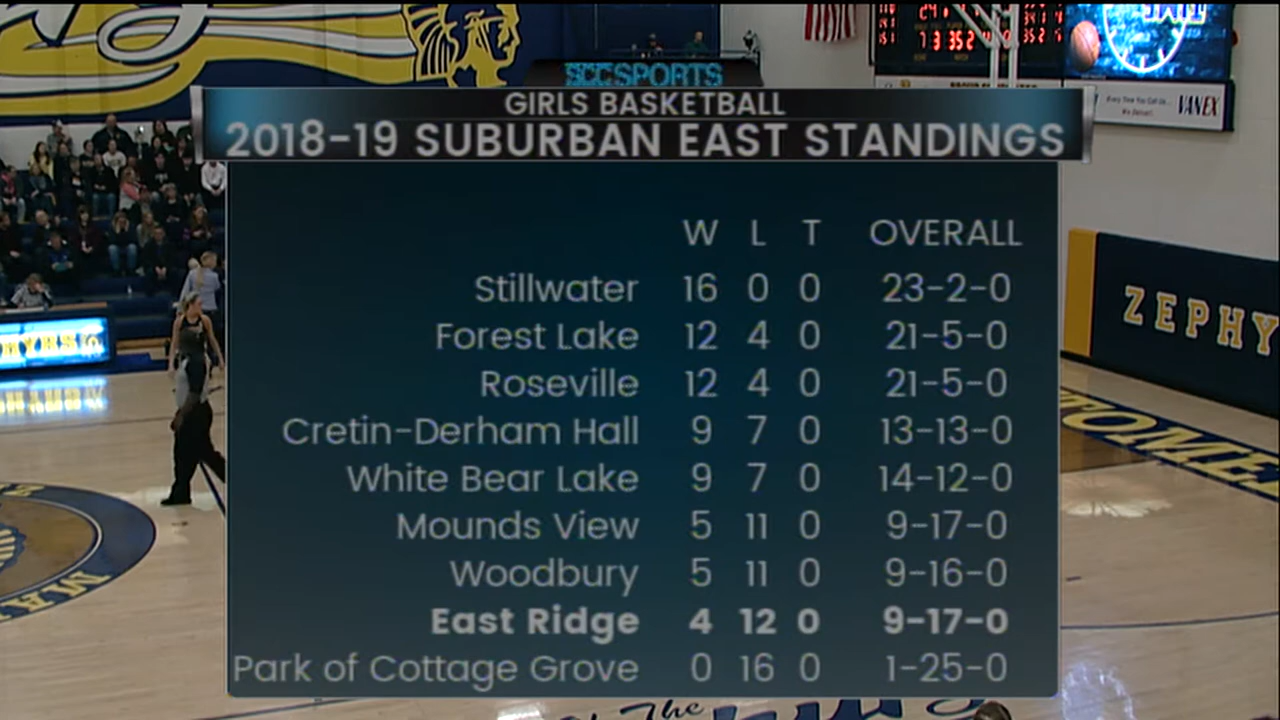 SCCSPORTS
GIRLS BASKETBALL
2018-19 SUBURBAN EAST STANDINGS
W L T OVERALL
Stillwater 16 0 0 23-2-0
Forest Lake 12 4 0 21-5-0
Roseville 12 4 0 21-5-0
Cretin-Derham Hall 9 7 0 13-13-0
White Bear Lake 9 7 0 14-12-0
Mounds View 5 11 0 9-17-0
Woodbury 5 11 0 9-16-0
East Ridge 4 12 0 9-17-0
Park of Cottage Grove 0 16 0 1-25-0
VANEX
ZEPHY
The